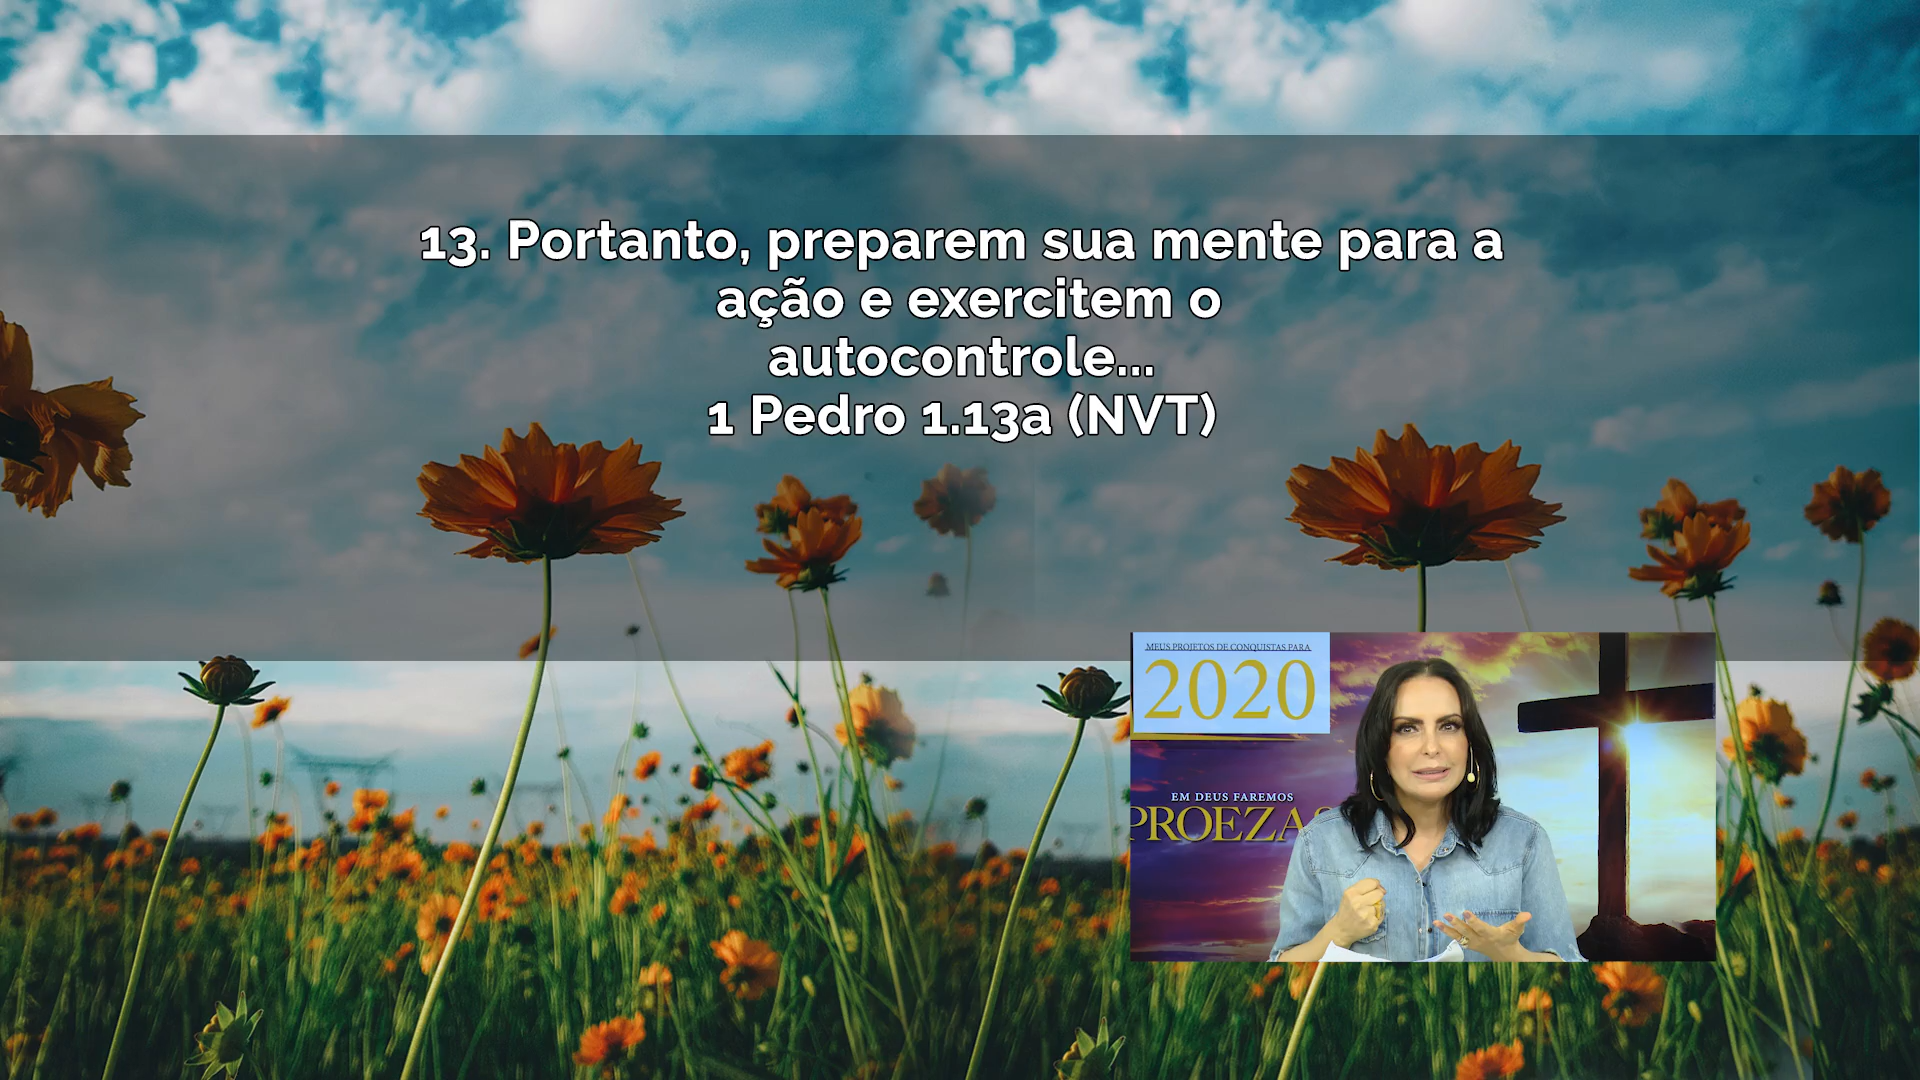 13. Portanto, preparem sua mente para a
ação e exercitem o
autocontrole...
1 Pedro 1.13a (NVT)
MEUS PROJETOS DE CONQUISTAS PARA
2020
EM DEUS FAREMOS
PROEZAS